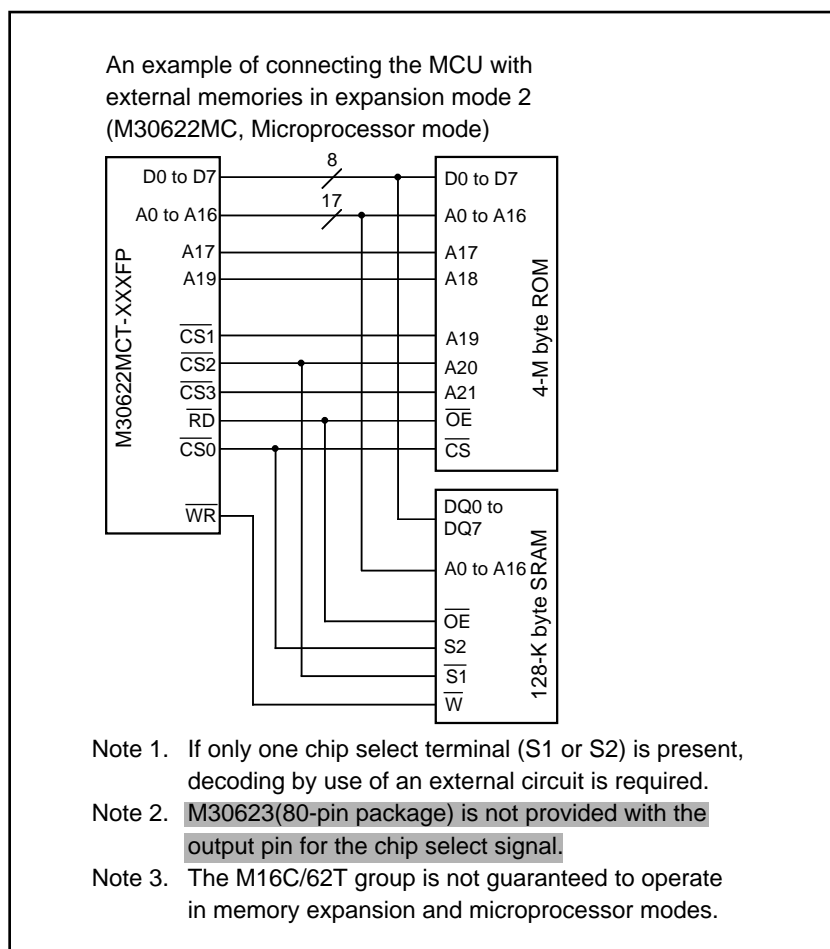 An example of connecting the MCU with
external memories in expansion mode 2
(M30622MC, Microprocessor mode)
M30622MCT-XXXFP
D0 to D7
A0 to A16
A17
A19
CS1
CS2
CS3
RD
CS0
WR
8
17
D0 to D7
A0 to A16
A17
A18
A19
A20
A21
OE
CS
4-M byte ROM
DQ0 to
DQ7
A0 to A16
OE
S2
S1
W
128-K byte SRAM
Note 1. If only one chip select terminal (S1 or S2) is present,
decoding by use of an external circuit is required.
Note 2. M30623(80-pin package) is not provided with the
output pin for the chip select signal.
Note 3. The M16C/62T group is not guaranteed to operate
in memory expansion and microprocessor modes.